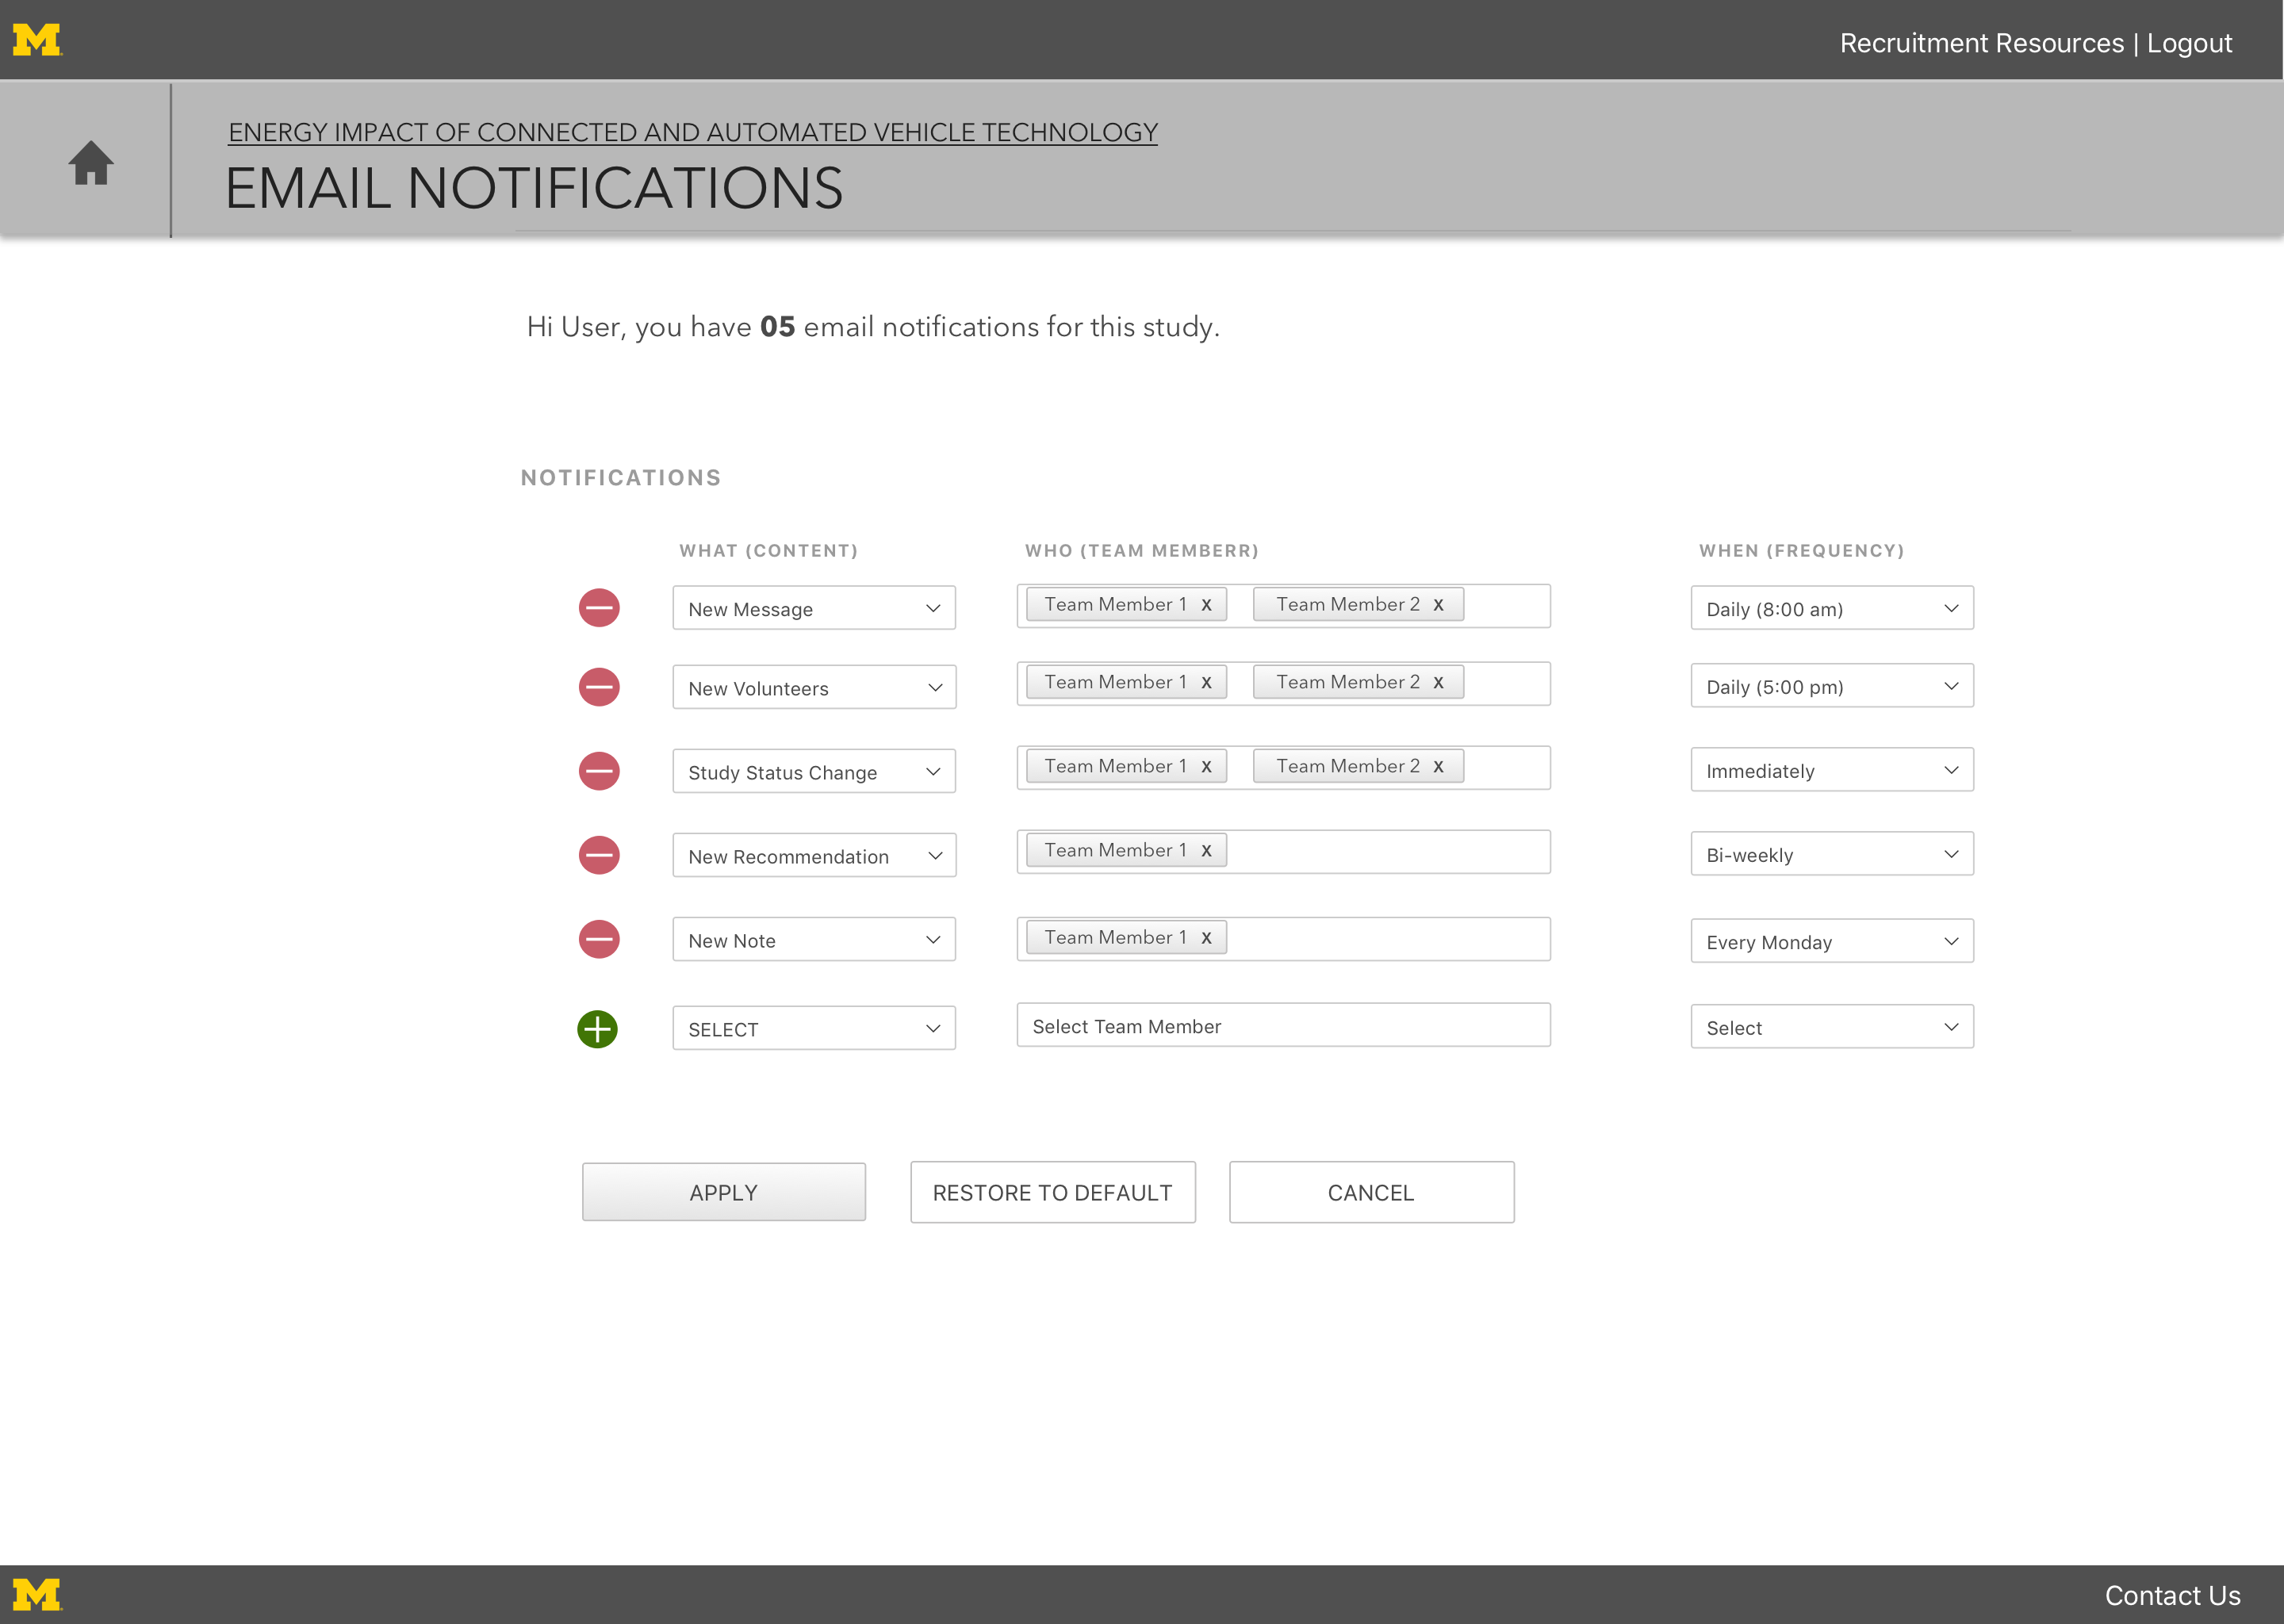 M
Recruitment Resources | Logout
ENERGY IMPACT OF CONNECTED AND AUTOMATED VEHICLE TECHNOLOGY
EMAIL NOTIFICATIONS
Hi User, you have 05 email notifications for this study.
NOTIFICATIONS
WHAT (CONTENT) WHO (TEAM MEMBERR) WHEN (FREQUENCY)
New Message Team Member 1 x Team Member 2 x Daily (8:00 am)
New Volunteers Team Member 1 x Team Member 2 x Daily (5:00 pm)
Study Status Change Team Member 1 x Team Member 2 x Immediately
New Recommendation Team Member 1 x Bi-weekly
New Note Team Member 1 x Every Monday
SELECT Select Team Member Select
APPLY RESTORE TO DEFAULT CANCEL
M
Contact Us